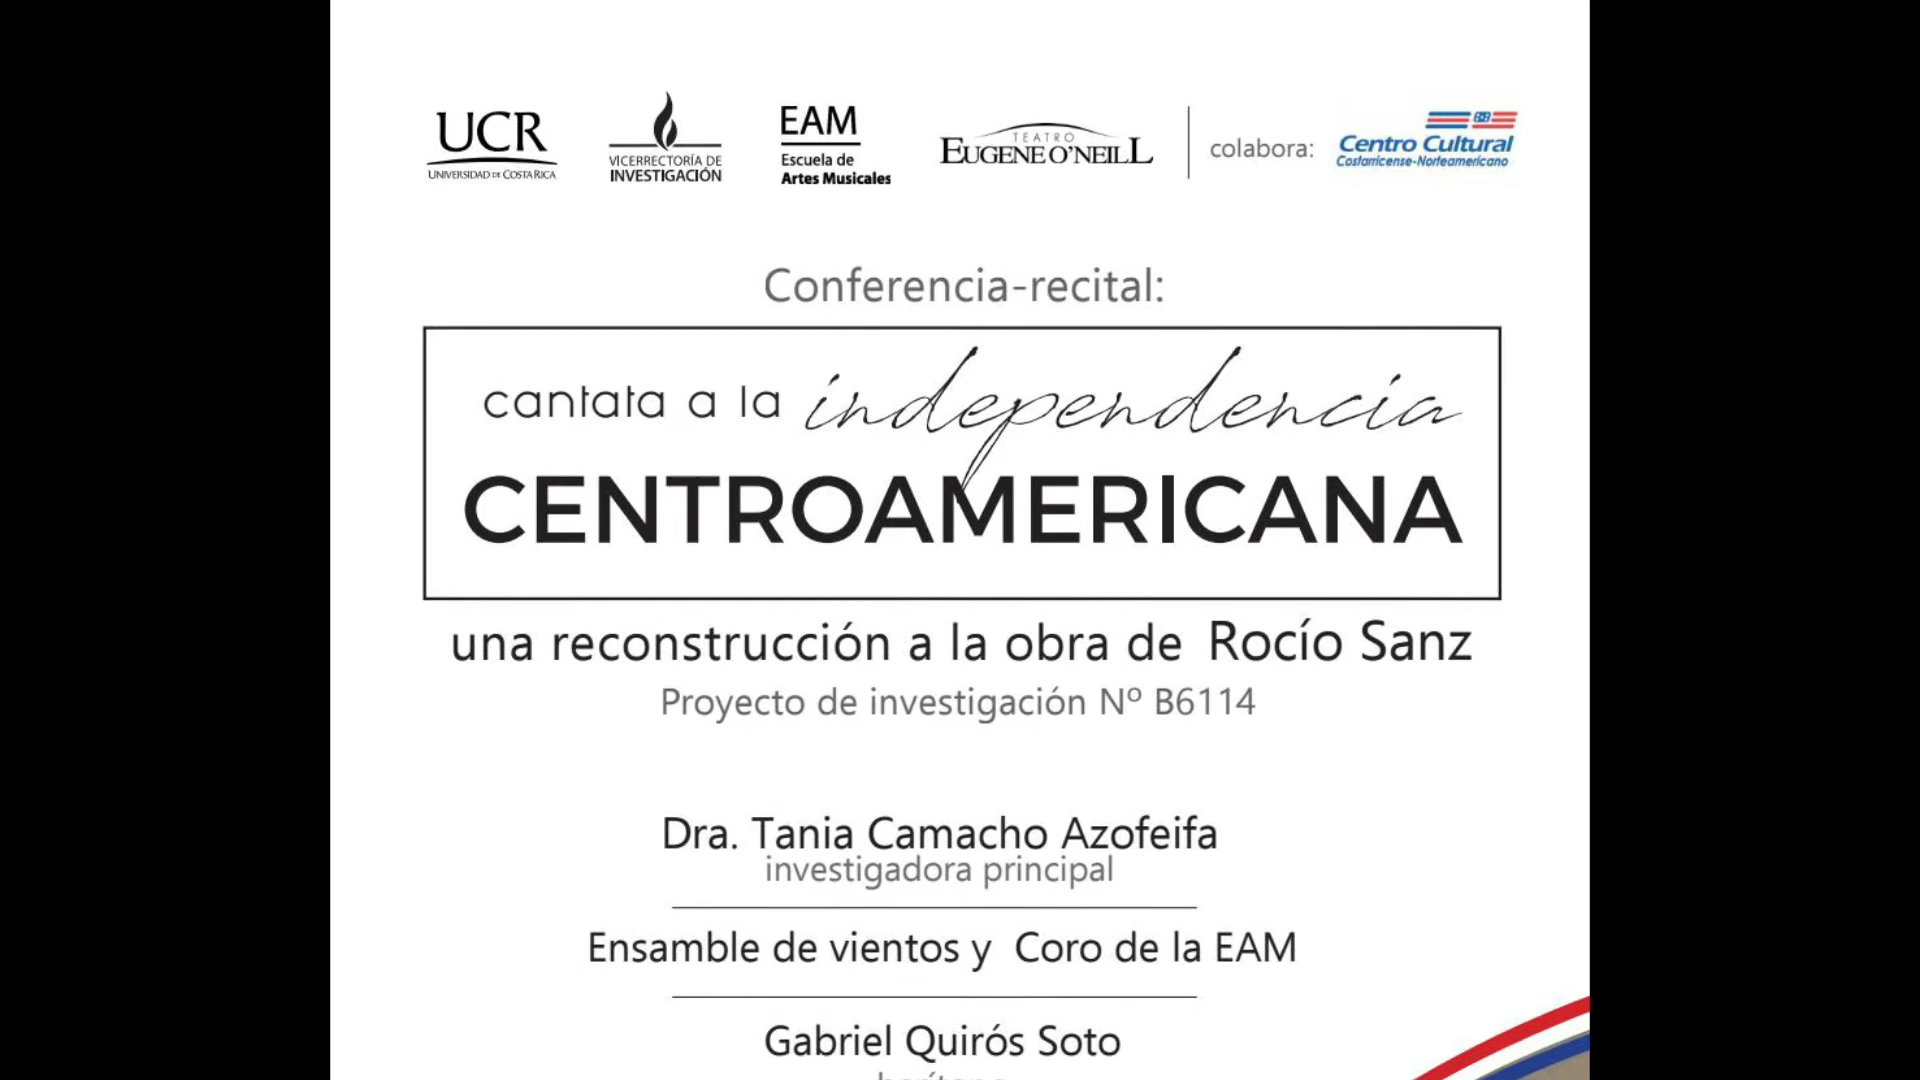 UCR
UNIVERSIDAD DE COSTA RICA
VICERRECTORÍA DE
INVESTIGACIÓN
EAM
Escuela de
Artes Musicales
TEATRO
EUGENE O'NEILL
colabora:
Centro Cultural
Costarricense-Norteamericano
Conferencia-recital:
cantata a la independencia
CENTROAMERICANA
una reconstrucción a la obra de Rocío Sanz
Proyecto de investigación Nº B6114
Dra. Tania Camacho Azofeifa
investigadora principal
Ensamble de vientos y Coro de la EAM
Gabriel Quirós Soto